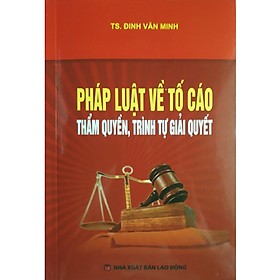 TS. ĐINH VĂN MINH
PHÁP LUẬT VỀ TỐ CÁO
THẨM QUYỀN, TRÌNH TỰ GIẢI QUYẾT
NHÀ XUẤT BẢN LAO ĐỘNG